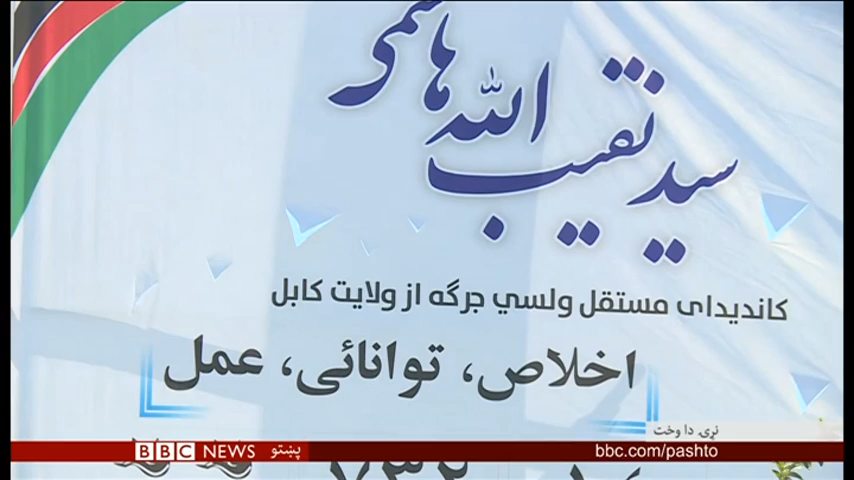 سید نقیب الله هاشمی
کاندیدای مستقل ولسي جرگه از ولایت کابل
اخلاص، توانائی، عمل
نړۍ دا وخت
BBC NEWS پښتو
bbc.com/pashto